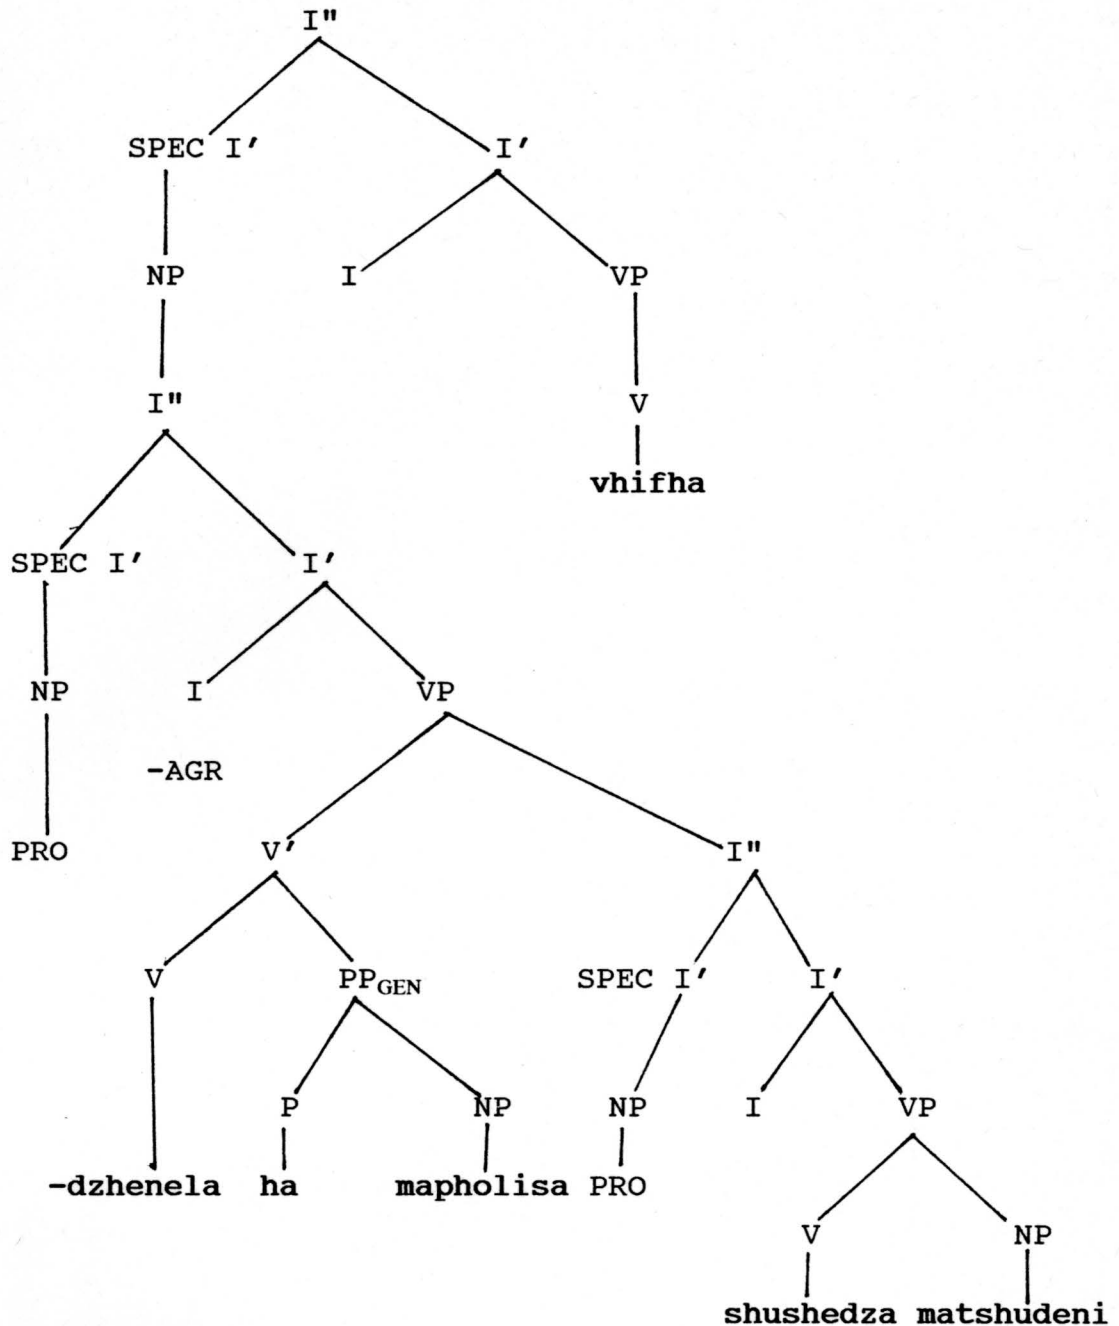 I"
SPEC I' I'
NP I VP
I" V
vhifha
SPEC I' I'
NP I VP
-AGR
PRO V' I"
V PP_GEN SPEC I' I'
P NP NP I VP
-dzhenela ha mapholisa PRO
V NP
shushedza matshudeni